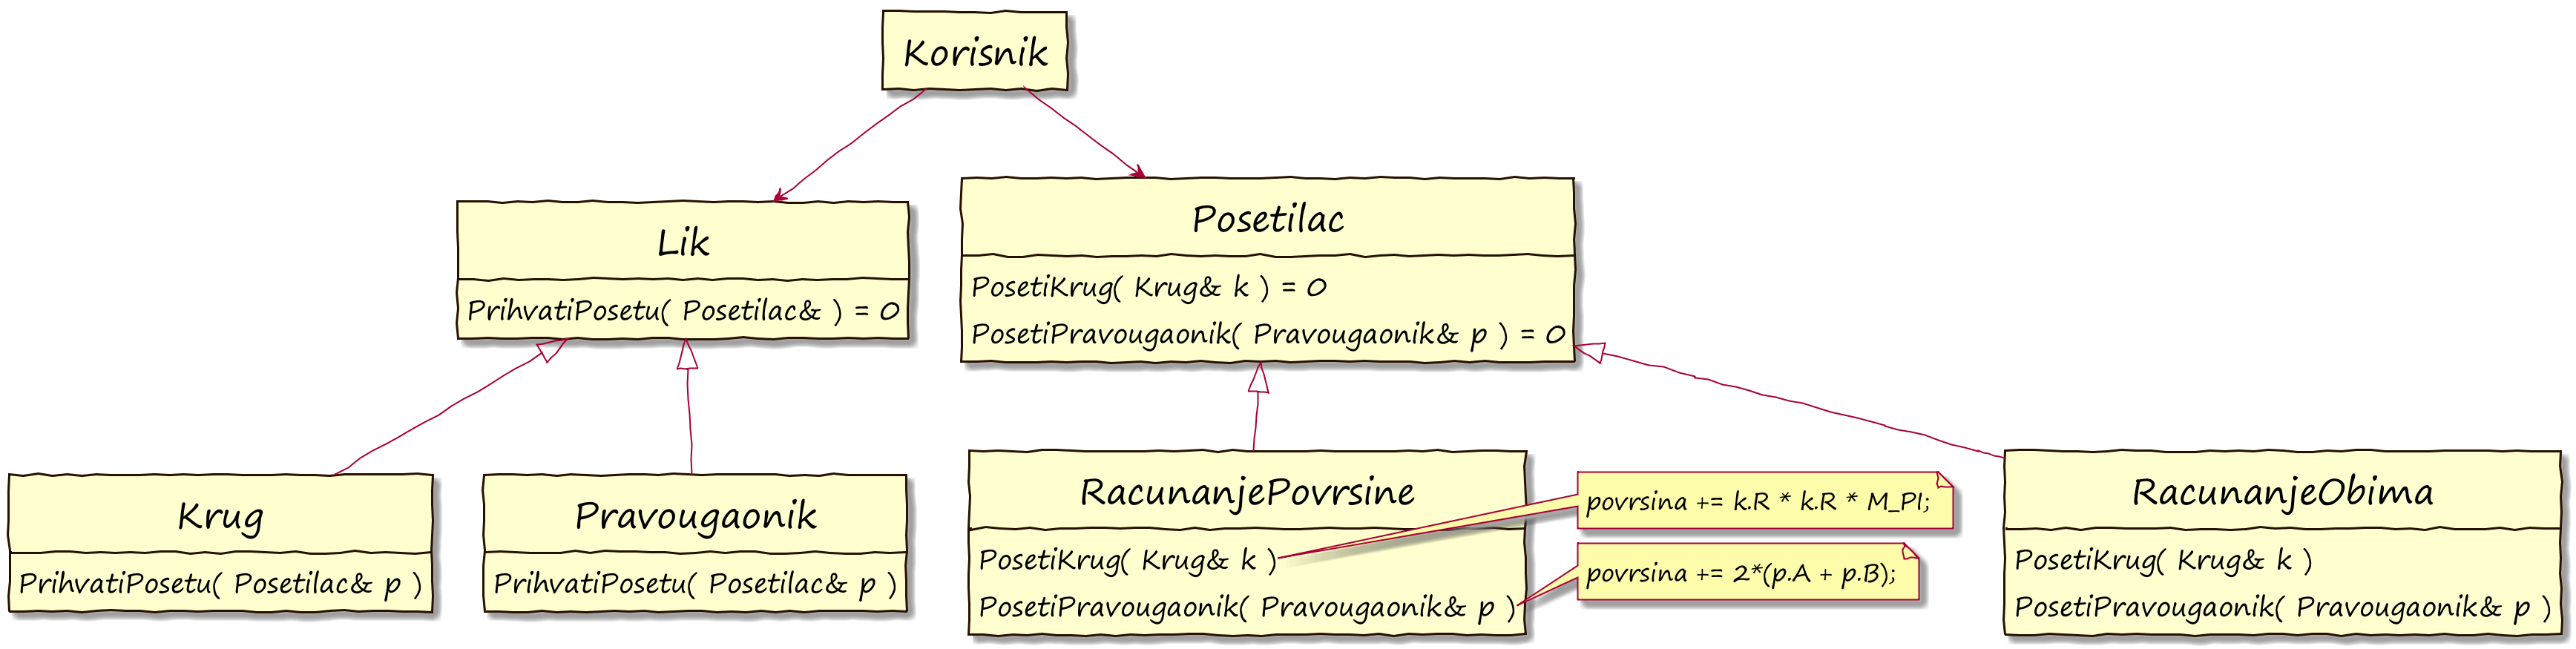 Korisnik
Lik
PrihvatiPosetu( Posetilac& ) = 0
Posetilac
PosetiKrug( Krug& k ) = 0
PosetiPravougaonik( Pravougaonik& p ) = 0
Krug
PrihvatiPosetu( Posetilac& p )
Pravougaonik
PrihvatiPosetu( Posetilac& p )
RacunanjePovrsine
PosetiKrug( Krug& k )
PosetiPravougaonik( Pravougaonik& p )
povrsina += k.R * k.R * M_PI;
povrsina += 2*(p.A + p.B);
RacunanjeObima
PosetiKrug( Krug& k )
PosetiPravougaonik( Pravougaonik& p )